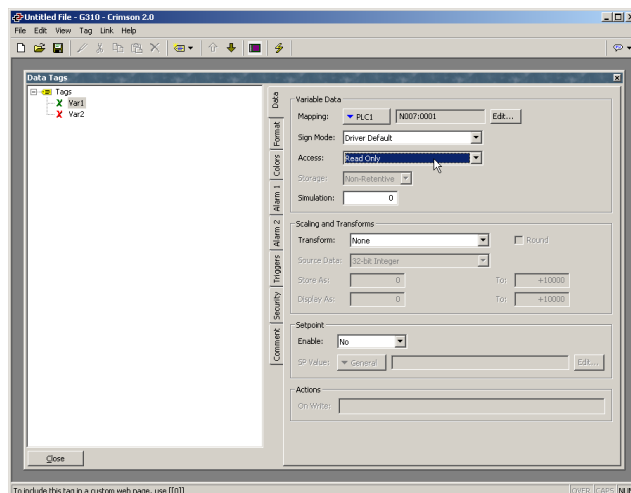 Untitled File - G310 - Crimson 2.0
File Edit View Tag Link Help
Data Tags
Tags
Var1
Var2
Data
Format
Colors
Alarm 1
Alarm 2
Triggers
Security
Comment
Variable Data
Mapping: PLC1 N007:0001 Edit...
Sign Mode: Driver Default
Access: Read Only
Storage: Non-Retentive
Simulation: 0
Scaling and Transforms
Transform: None Round
Source Data: 32-bit Integer
Store As: 0 To: +10000
Display As: 0 To: +10000
Setpoint
Enable: No
SP Value: General Edit...
Actions
On Write:
Close
To include this tag in a custom web page, use [[0]] OVER CAPS NUM